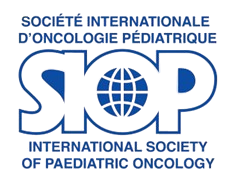 SOCIÉTÉ INTERNATIONALE
D'ONCOLOGIE PÉDIATRIQUE
SIOP
INTERNATIONAL SOCIETY
OF PAEDIATRIC ONCOLOGY